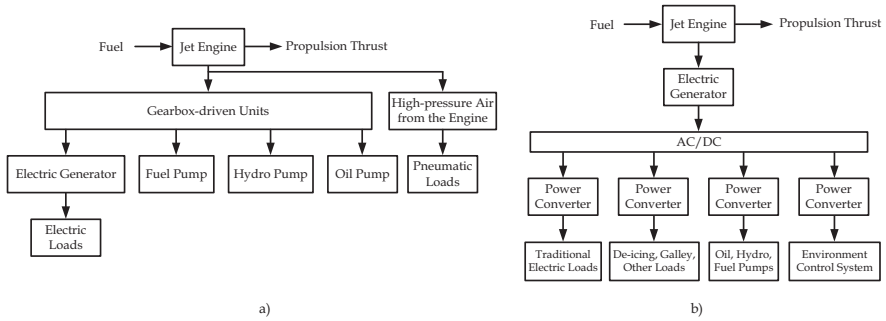 Fuel
Jet Engine
Propulsion Thrust
Gearbox-driven Units
High-pressure Air
from the Engine
Electric Generator
Fuel Pump
Hydro Pump
Oil Pump
Pneumatic
Loads
Electric
Loads
a)
Fuel
Jet Engine
Propulsion Thrust
Electric
Generator
AC/DC
Power
Converter
Power
Converter
Power
Converter
Power
Converter
Traditional
Electric Loads
De-icing, Galley,
Other Loads
Oil, Hydro,
Fuel Pumps
Environment
Control System
b)